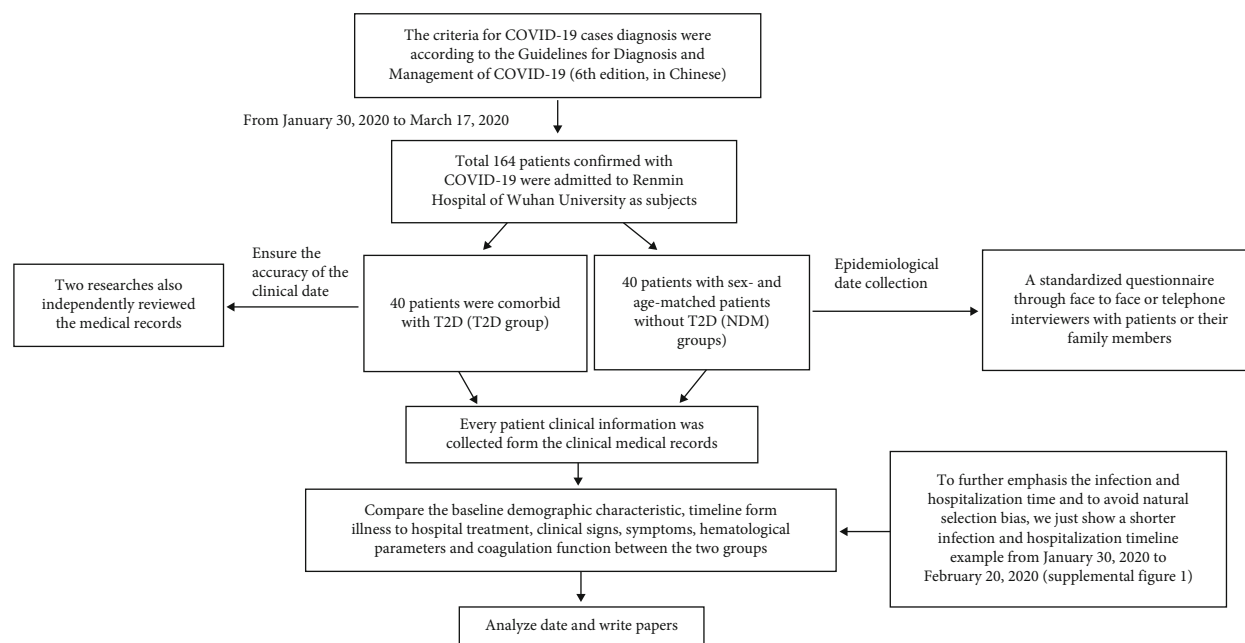 The criteria for COVID-19 cases diagnosis were
according to the Guidelines for Diagnosis and
Management of COVID-19 (6th edition, in Chinese)
From January 30, 2020 to March 17, 2020
Total 164 patients confirmed with
COVID-19 were admitted to Renmin
Hospital of Wuhan University as subjects
Two researches also
independently reviewed
the medical records
Ensure the
accuracy of the
clinical date
40 patients were comorbid
with T2D (T2D group)
40 patients with sex- and
age-matched patients
without T2D (NDM)
groups)
Epidemiological
date collection
A standardized questionnaire
through face to face or telephone
interviewers with patients or their
family members
Every patient clinical information was
collected form the clinical medical records
Compare the baseline demographic characteristic, timeline form
illness to hospital treatment, clinical signs, symptoms, hematological
parameters and coagulation function between the two groups
To further emphasis the infection and
hospitalization time and to avoid natural
selection bias, we just show a shorter
infection and hospitalization timeline
example from January 30, 2020 to
February 20, 2020 (supplemental figure 1)
Analyze date and write papers